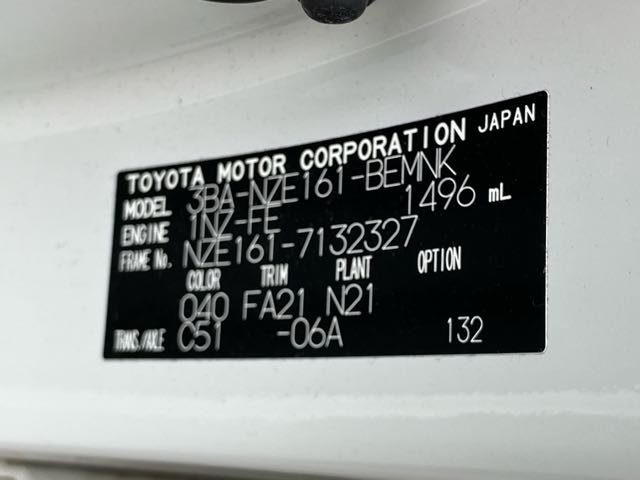 TOYOTA MOTOR CORPORATION JAPAN
MODEL 3BA-NZE161-BEMNK
ENGINE 1NZ-FE 1496 mL
FRAME No. NZE161-7132327
COLOR TRIM PLANT OPTION
040 FA21 N21
TRANS./AXLE C51 -06A 132